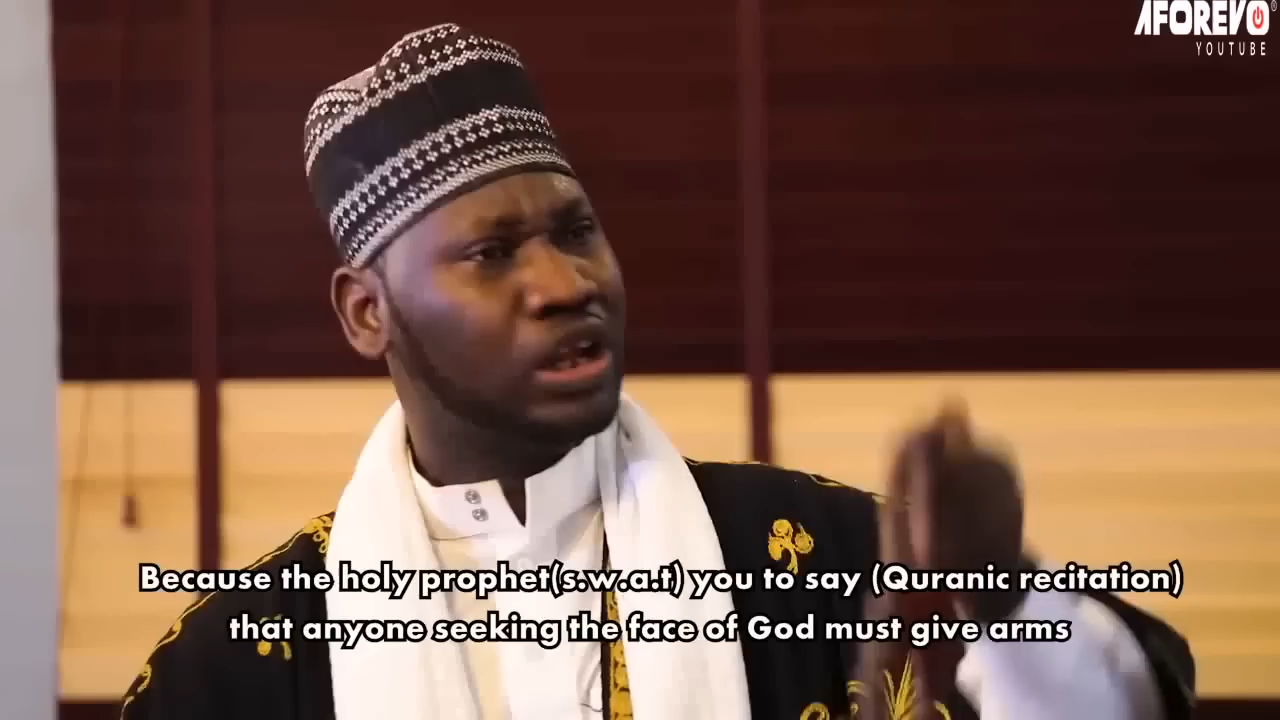 AFOREVO
YOUTUBE
Because the holy prophet(s.w.a.t) you to say (Quranic recitation)
that anyone seeking the face of God must give arms